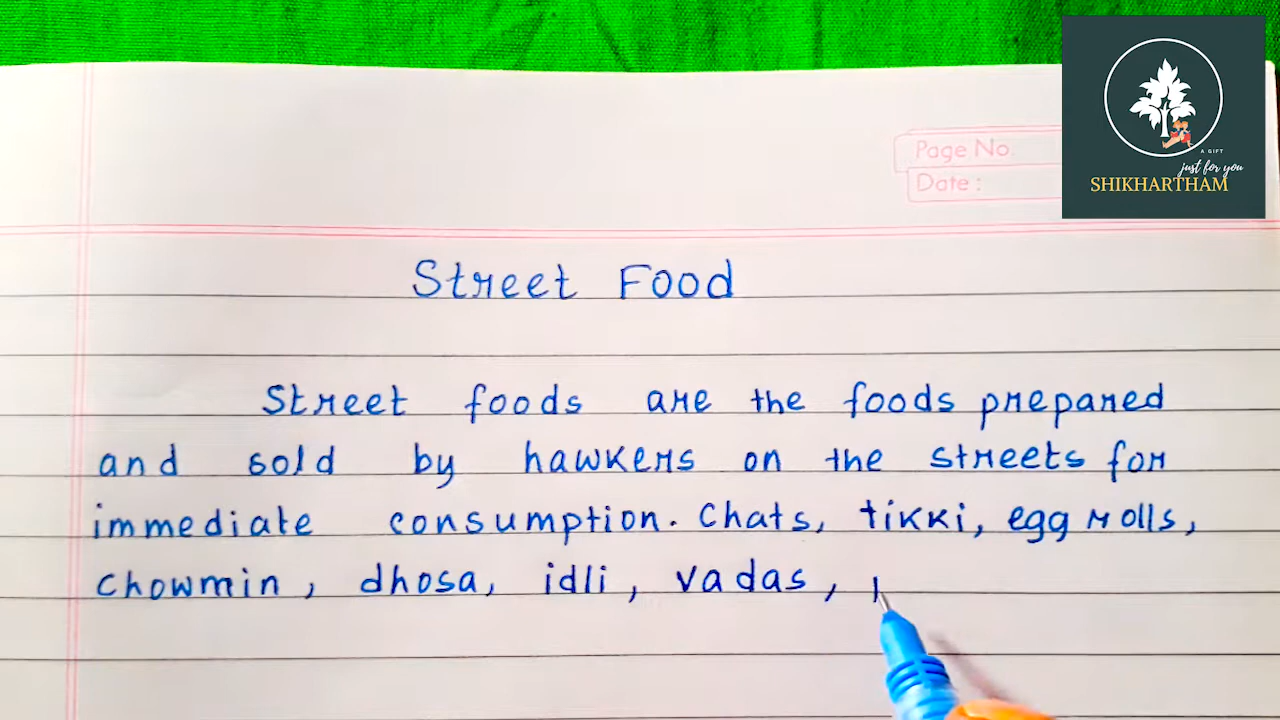 Page No.
Date :
A GIFT
just for you
SHIKHARTHAM
Street Food
Street foods are the foods prepared
and sold by hawkers on the streets for
immediate consumption. Chats, tikki, egg rolls,
chowmin, dhosa, idli, vadas,